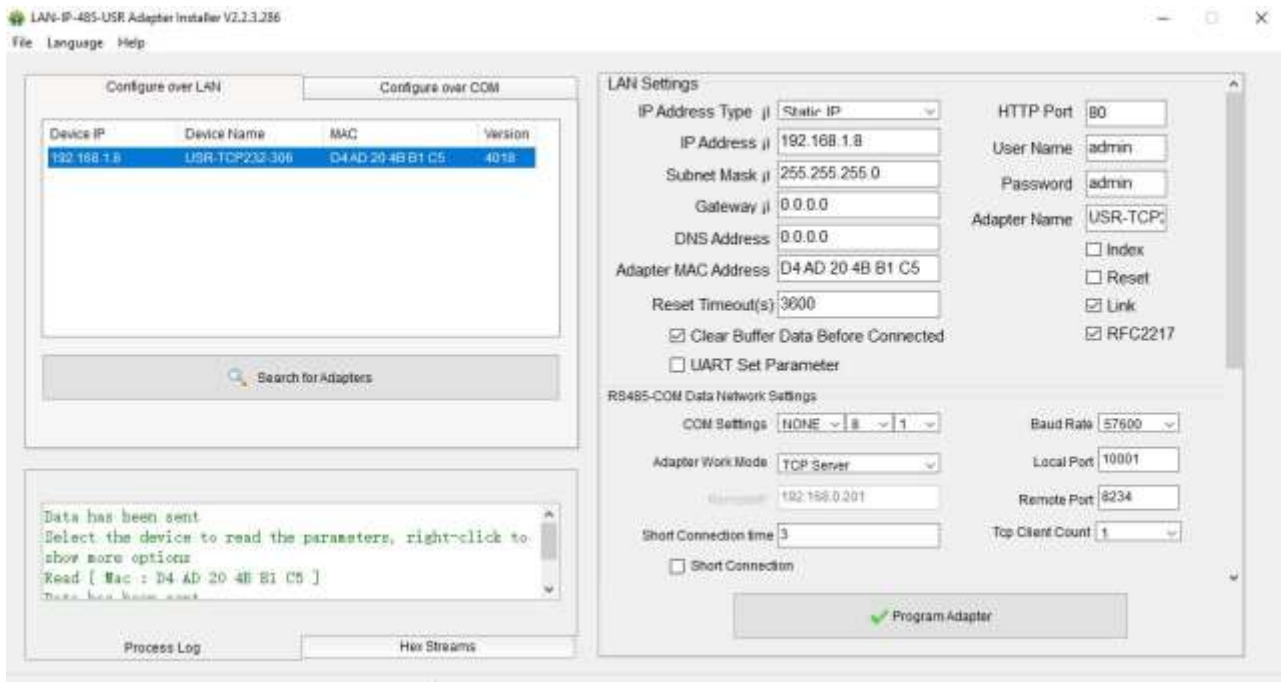 LAN-IP-485-USR Adapter Installer V2.2.3.286
File Language Help
Configure over LAN Configure over COM
Device IP Device Name MAC Version
192.168.1.8 USR-TCP232-306 D4 AD 20 4B B1 C5 4018
Search for Adapters
Data has been sent
Select the device to read the parameters, right-click to
show more options
Read [ Mac : D4 AD 20 4B B1 C5 ]
Data has been sent
Process Log Hex Streams
LAN Settings
IP Address Type Static IP HTTP Port 80
IP Address 192.168.1.8 User Name admin
Subnet Mask 255.255.255.0 Password admin
Gateway 0.0.0.0 Adapter Name USR-TCP2
DNS Address 0.0.0.0 Index
Adapter MAC Address D4 AD 20 4B B1 C5 Reset
Reset Timeout(s) 3600 Link
Clear Buffer Data Before Connected RFC2217
UART Set Parameter
RS485-COM Data Network Settings
COM Settings NONE 8 1 Baud Rate 57600
Adapter Work Mode TCP Server Local Port 10001
192.168.0.201 Remote Port 8234
Short Connection time 3 Tcp Client Count 1
Short Connection
Program Adapter